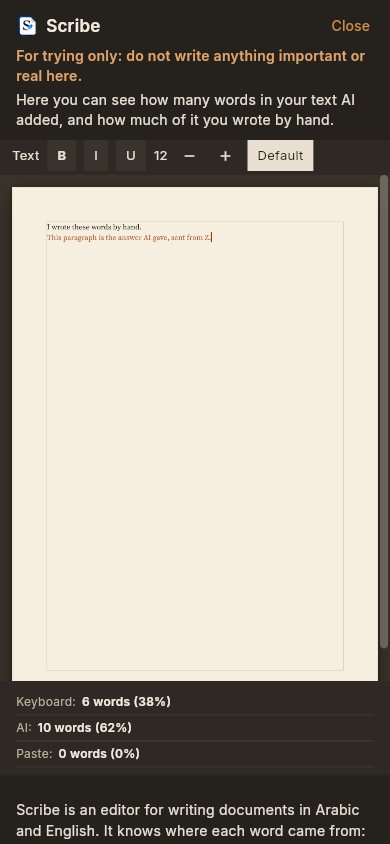 Scribe
Close
For trying only: do not write anything important or
real here.
Here you can see how many words in your text AI
added, and how much of it you wrote by hand.
Text B I U 12 − + Default
I wrote these words by hand.
This paragraph is the answer AI gave, sent from Z.
Keyboard: 6 words (38%)
AI: 10 words (62%)
Paste: 0 words (0%)
Scribe is an editor for writing documents in Arabic
and English. It knows where each word came from: